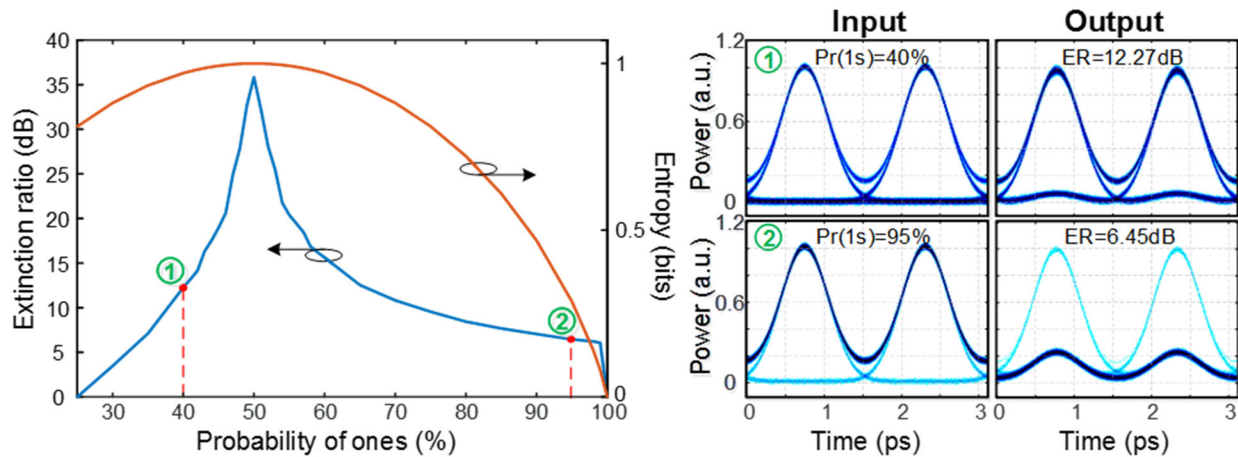 Input
Output
40
35
30
25
20
15
10
5
0
Extinction ratio (dB)
30
40
50
60
70
80
90
100
Probability of ones (%)
1
0.5
0
Entropy (bits)
1
2
1
Pr(1s)=40%
ER=12.27dB
1.2
0.6
0
Power (a.u.)
2
Pr(1s)=95%
ER=6.45dB
1.2
0.6
0
Power (a.u.)
0
1
2
3
0
1
2
3
Time (ps)
Time (ps)